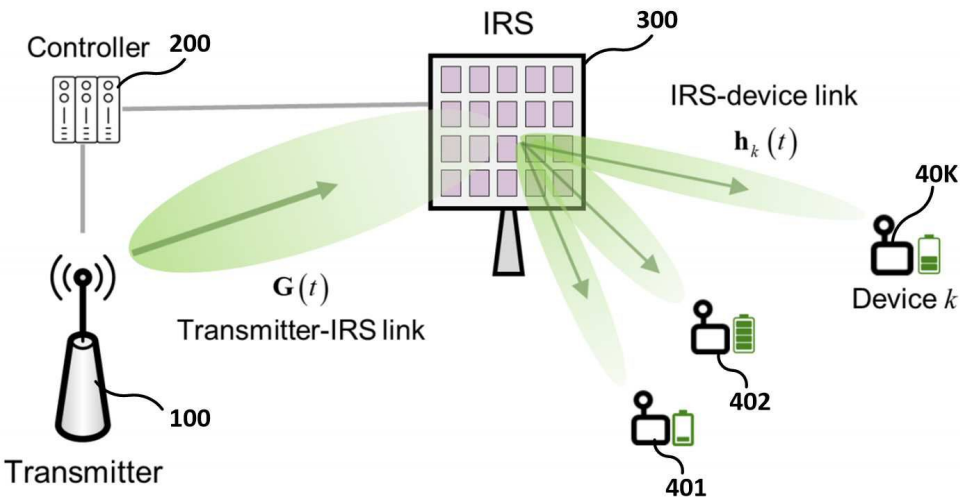 IRS
300
Controller 200
IRS-device link
h_k (t)
40K
G(t)
Transmitter-IRS link
Device k
402
100
401
Transmitter